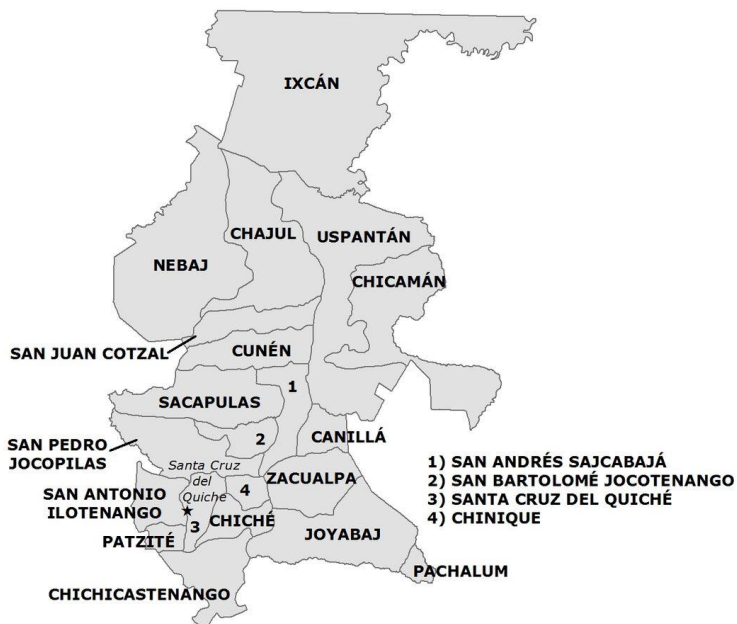 IXCÁN
CHAJUL
USPANTÁN
NEBAJ
CHICAMÁN
SAN JUAN COTZAL
CUNÉN
1
SACAPULAS
2
CANILLÁ
SAN PEDRO
JOCOPILAS
Santa Cruz
del
Quiche
ZACUALPA
4
SAN ANTONIO
ILOTENANGO
3
CHICHÉ
JOYABAJ
PATZITÉ
PACHALUM
CHICHICASTENANGO
1) SAN ANDRÉS SAJCABAJÁ
2) SAN BARTOLOMÉ JOCOTENANGO
3) SANTA CRUZ DEL QUICHÉ
4) CHINIQUE